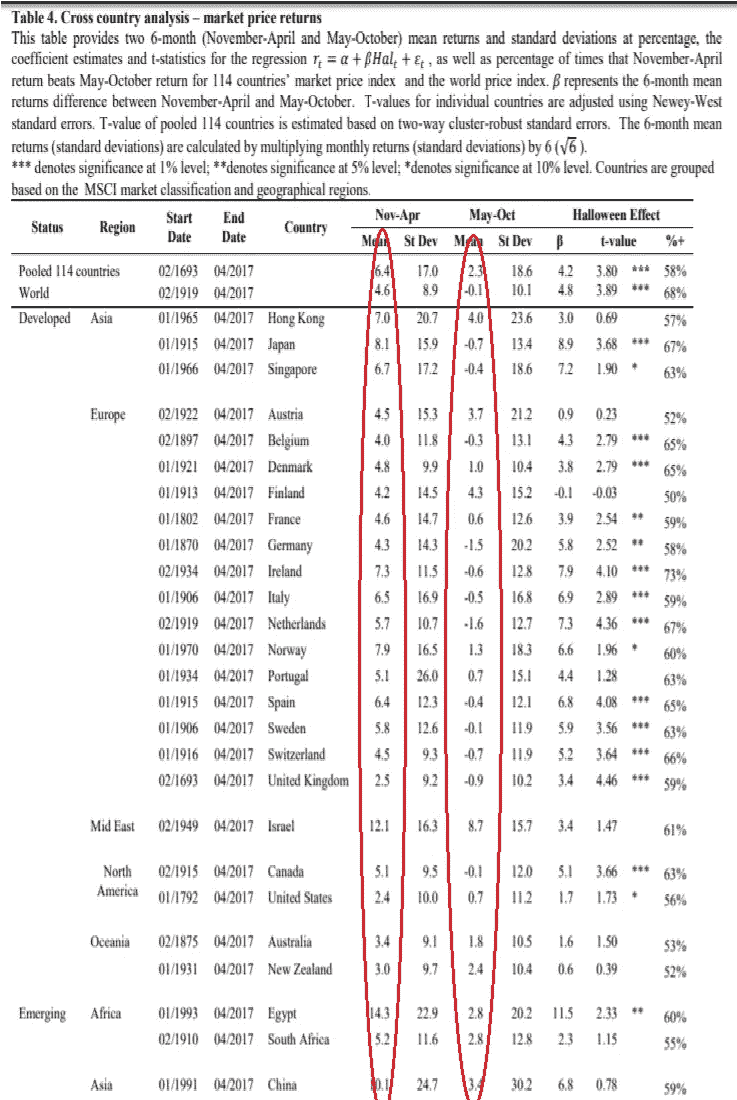 Table 4. Cross country analysis – market price returns
This table provides two 6-month (November-April and May-October) mean returns and standard deviations at percentage, the
coefficient estimates and t-statistics for the regression rₜ = α + βHalₜ + εₜ , as well as percentage of times that November-April
return beats May-October return for 114 countries' market price index and the world price index. β represents the 6-month mean
returns difference between November-April and May-October. T-values for individual countries are adjusted using Newey-West
standard errors. T-value of pooled 114 countries is estimated based on two-way cluster-robust standard errors. The 6-month mean
returns (standard deviations) are calculated by multiplying monthly returns (standard deviations) by 6 (√6 ).
*** denotes significance at 1% level; **denotes significance at 5% level; *denotes significance at 10% level. Countries are grouped
based on the MSCI market classification and geographical regions.
Status Region Start Date End Date Country Nov-Apr May-Oct Halloween Effect
Mean St Dev Mean St Dev β t-value %+
Pooled 114 countries 02/1693 04/2017 6.4 17.0 2.3 18.6 4.2 3.80 *** 58%
World 02/1919 04/2017 4.6 8.9 -0.1 10.1 4.8 3.89 *** 68%
Developed Asia 01/1965 04/2017 Hong Kong 7.0 20.7 4.0 23.6 3.0 0.69 57%
01/1915 04/2017 Japan 8.1 15.9 -0.7 13.4 8.9 3.68 *** 67%
01/1966 04/2017 Singapore 6.7 17.2 -0.4 18.6 7.2 1.90 * 63%
Europe 02/1922 04/2017 Austria 4.5 15.3 3.7 21.2 0.9 0.23 52%
02/1897 04/2017 Belgium 4.0 11.8 -0.3 13.1 4.3 2.79 *** 65%
01/1921 04/2017 Denmark 4.8 9.9 1.0 10.4 3.8 2.79 *** 65%
01/1913 04/2017 Finland 4.2 14.5 4.3 15.2 -0.1 -0.03 50%
01/1802 04/2017 France 4.6 14.7 0.6 12.6 3.9 2.54 ** 59%
01/1870 04/2017 Germany 4.3 14.3 -1.5 20.2 5.8 2.52 ** 58%
02/1934 04/2017 Ireland 7.3 11.5 -0.6 12.8 7.9 4.10 *** 73%
01/1906 04/2017 Italy 6.5 16.9 -0.5 16.8 6.9 2.89 *** 59%
02/1919 04/2017 Netherlands 5.7 10.7 -1.6 12.7 7.3 4.36 *** 67%
01/1970 04/2017 Norway 7.9 16.5 1.3 18.3 6.6 1.96 * 60%
01/1934 04/2017 Portugal 5.1 26.0 0.7 15.1 4.4 1.28 63%
01/1915 04/2017 Spain 6.4 12.3 -0.4 12.1 6.8 4.08 *** 65%
01/1906 04/2017 Sweden 5.8 12.6 -0.1 11.9 5.9 3.56 *** 63%
01/1916 04/2017 Switzerland 4.5 9.3 -0.7 11.9 5.2 3.64 *** 66%
02/1693 04/2017 United Kingdom 2.5 9.2 -0.9 10.2 3.4 4.46 *** 59%
Mid East 02/1949 04/2017 Israel 12.1 16.3 8.7 15.7 3.4 1.47 61%
North America 02/1915 04/2017 Canada 5.1 9.5 -0.1 12.0 5.1 3.66 *** 63%
01/1792 04/2017 United States 2.4 10.0 0.7 11.2 1.7 1.73 * 56%
Oceania 02/1875 04/2017 Australia 3.4 9.1 1.8 10.5 1.6 1.50 53%
01/1931 04/2017 New Zealand 3.0 9.7 2.4 10.4 0.6 0.39 52%
Emerging Africa 01/1993 04/2017 Egypt 14.3 22.9 2.8 20.2 11.5 2.33 ** 60%
02/1910 04/2017 South Africa 5.2 11.6 2.8 12.8 2.3 1.15 55%
Asia 01/1991 04/2017 China 10.1 24.7 3.4 30.2 6.8 0.78 59%